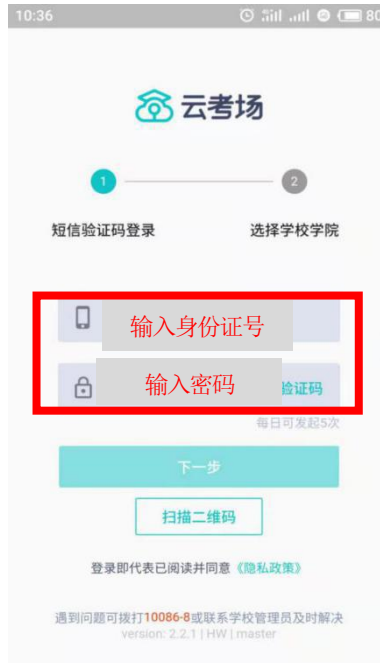 10:36
80
云考场
1
2
短信验证码登录
选择学校学院
输入身份证号
输入密码
验证码
每日可发起5次
下一步
扫描二维码
登录即代表已阅读并同意《隐私政策》
遇到问题可拨打10086-8或联系学校管理员及时解决
version: 2.2.1 | HW | master